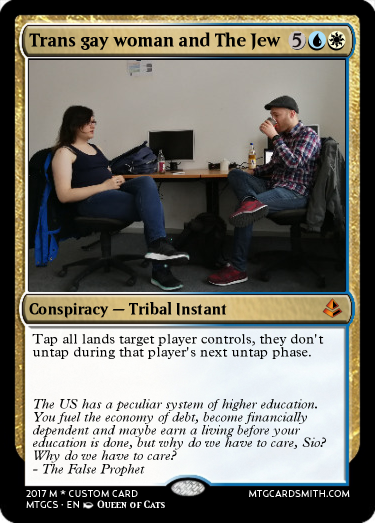 Trans gay woman and The Jew 5
Conspiracy — Tribal Instant
Tap all lands target player controls, they don't
untap during that player's next untap phase.
The US has a peculiar system of higher education.
You fuel the economy of debt, become financially
dependent and maybe earn a living before your
education is done, but why do we have to care, Sio?
Why do we have to care?
- The False Prophet
2017 M * CUSTOM CARD
MTGCS • EN QUEEN OF CATS
MTGCARDSMITH.COM